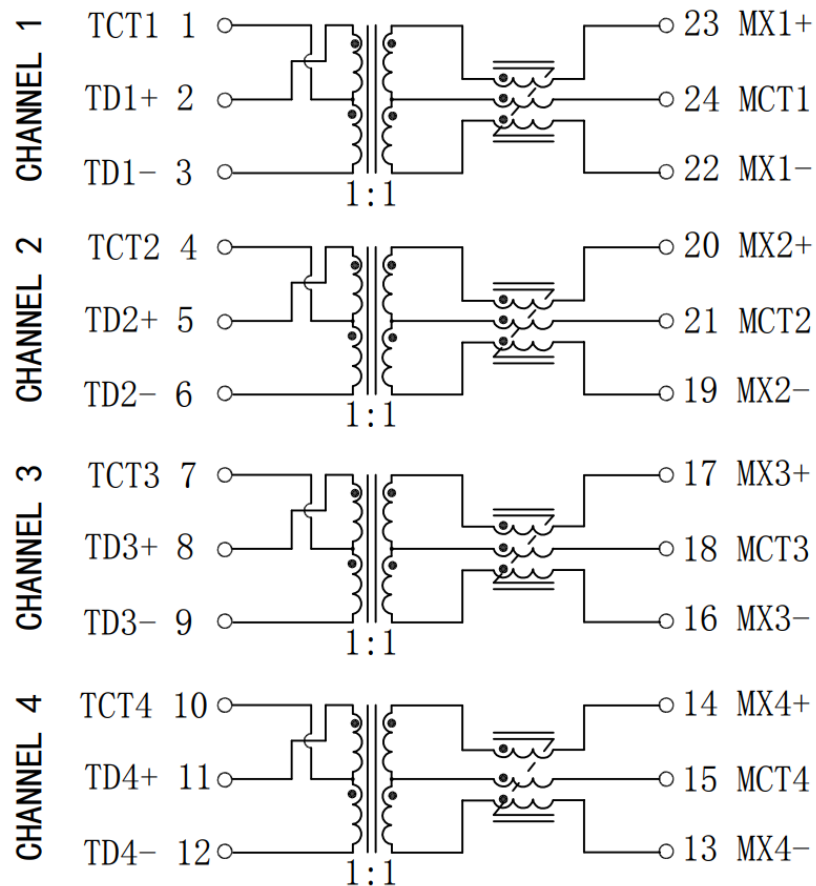 CHANNEL 1
TCT1 1 23 MX1+
TD1+ 2 24 MCT1
TD1- 3 22 MX1-
1:1
CHANNEL 2
TCT2 4 20 MX2+
TD2+ 5 21 MCT2
TD2- 6 19 MX2-
1:1
CHANNEL 3
TCT3 7 17 MX3+
TD3+ 8 18 MCT3
TD3- 9 16 MX3-
1:1
CHANNEL 4
TCT4 10 14 MX4+
TD4+ 11 15 MCT4
TD4- 12 13 MX4-
1:1